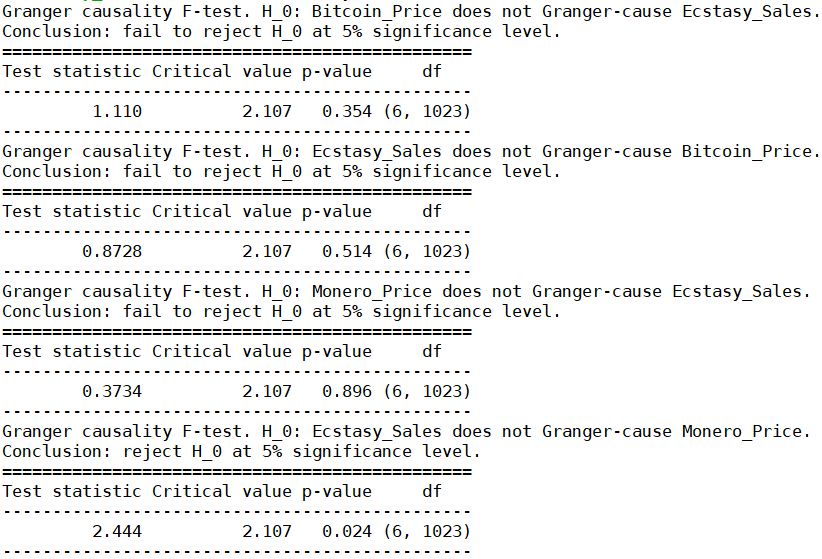 Granger causality F-test. H_0: Bitcoin_Price does not Granger-cause Ecstasy_Sales.
Conclusion: fail to reject H_0 at 5% significance level.
===============================================
Test statistic Critical value p-value     df
-----------------------------------------------
         1.110          2.107   0.354 (6, 1023)
-----------------------------------------------
Granger causality F-test. H_0: Ecstasy_Sales does not Granger-cause Bitcoin_Price.
Conclusion: fail to reject H_0 at 5% significance level.
===============================================
Test statistic Critical value p-value     df
-----------------------------------------------
        0.8728          2.107   0.514 (6, 1023)
-----------------------------------------------
Granger causality F-test. H_0: Monero_Price does not Granger-cause Ecstasy_Sales.
Conclusion: fail to reject H_0 at 5% significance level.
===============================================
Test statistic Critical value p-value     df
-----------------------------------------------
        0.3734          2.107   0.896 (6, 1023)
-----------------------------------------------
Granger causality F-test. H_0: Ecstasy_Sales does not Granger-cause Monero_Price.
Conclusion: reject H_0 at 5% significance level.
===============================================
Test statistic Critical value p-value     df
-----------------------------------------------
         2.444          2.107   0.024 (6, 1023)
-----------------------------------------------